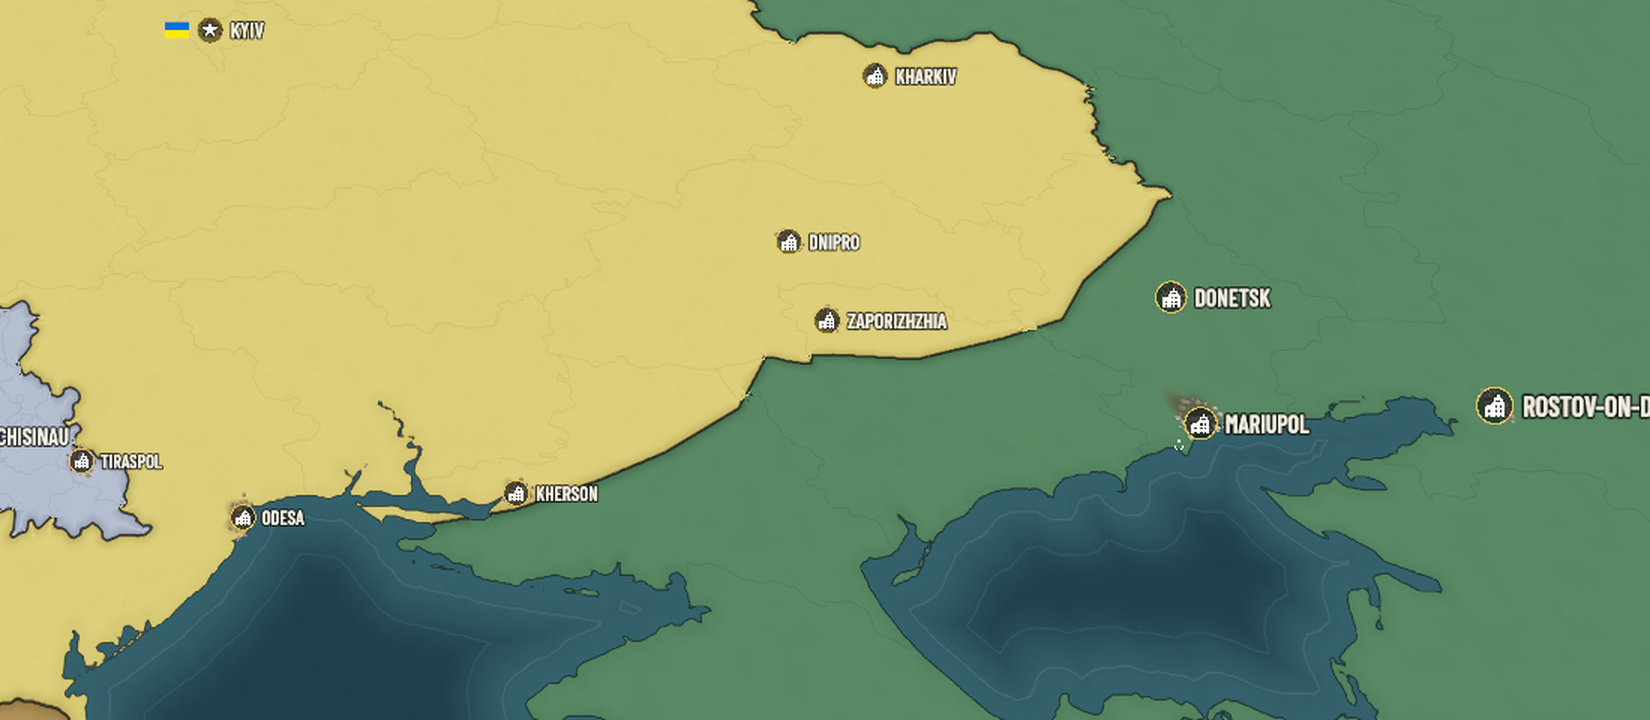 KYIV
KHARKIV
DNIPRO
DONETSK
ZAPORIZHZHIA
ROSTOV-ON-D
MARIUPOL
CHISINAU
TIRASPOL
KHERSON
ODESA